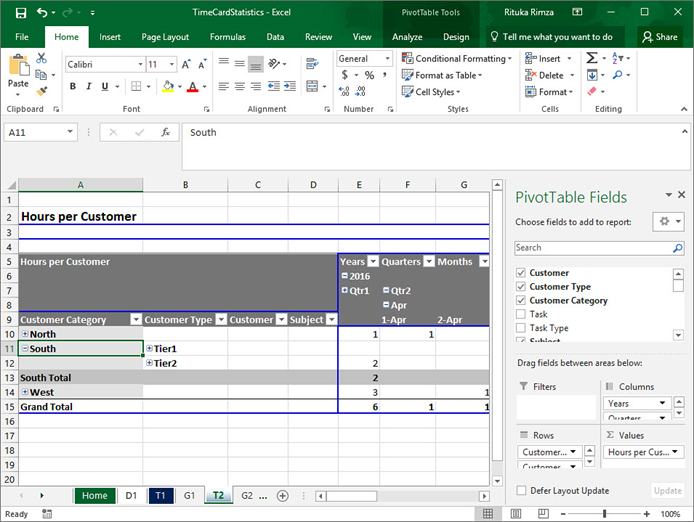 TimeCardStatistics - Excel PivotTable Tools Rituka Rimza
File Home Insert Page Layout Formulas Data Review View Analyze Design Tell me what you want to do Share
Calibri 11 General Conditional Formatting Insert
Paste B I U $ % , Format as Table Delete
Cell Styles Format
Clipboard Font Alignment Number Styles Cells Editing
A11 fx South
A B C D E F G
1
2 Hours per Customer
3
4
5 Hours per Customer Years Quarters Months
6 2016
7 Qtr1 Qtr2
8 Apr
9 Customer Category Customer Type Customer Subject 1-Apr 2-Apr
10 North 1 1
11 South Tier1
12 Tier2 2
13 South Total 2
14 West 3 1
15 Grand Total 6 1 1
16
17
18
19
20
PivotTable Fields
Choose fields to add to report:
Search
Customer
Customer Type
Customer Category
Task
Task Type
Subject
Drag fields between areas below:
Filters Columns
Years
Quarters
Rows Σ Values
Customer... Hours per Cus...
Customer...
Defer Layout Update Update
Home D1 T1 G1 T2 G2 ...
Ready 100%